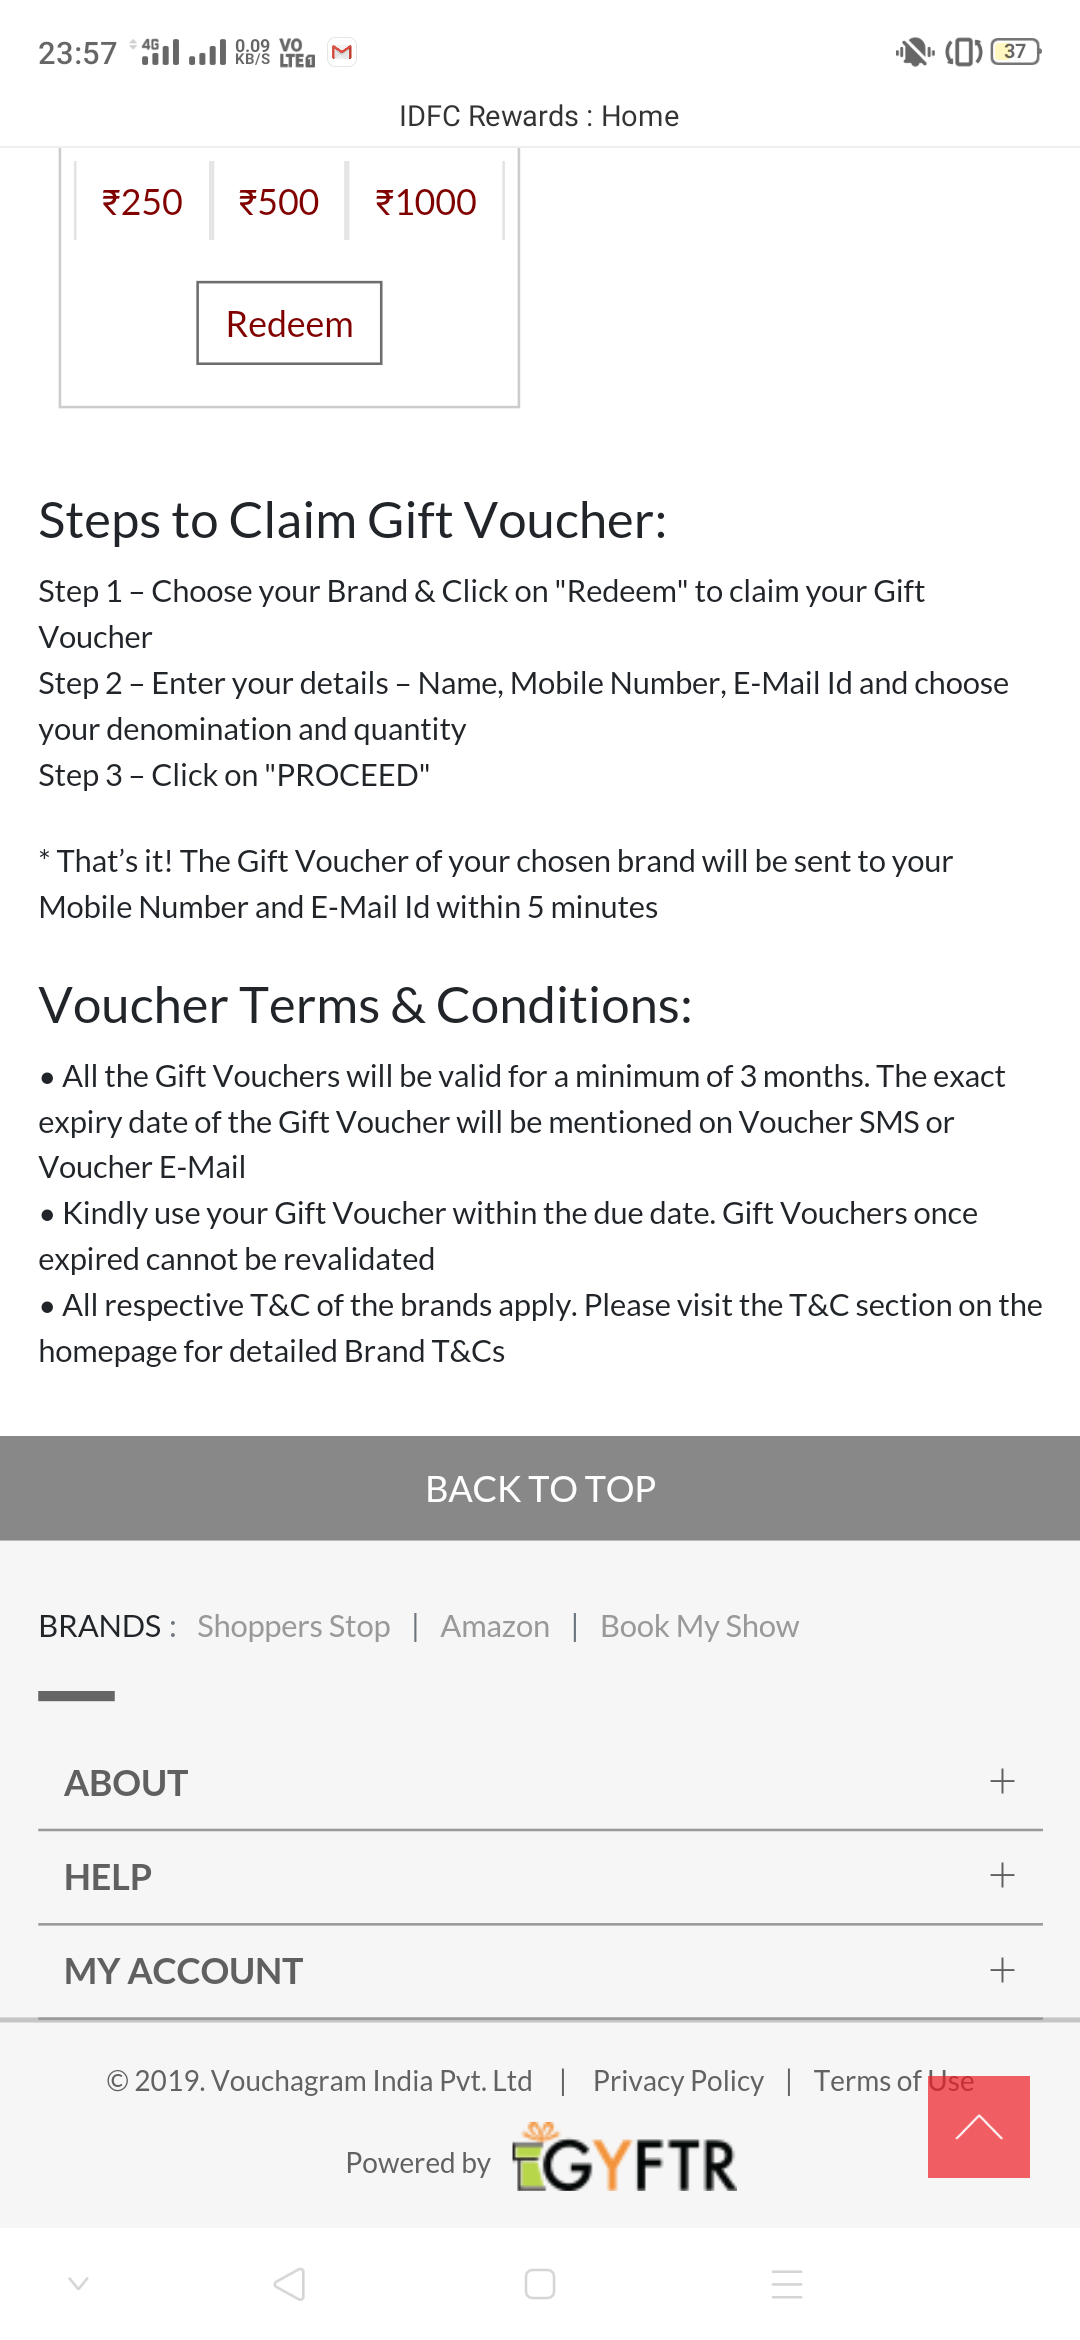 23:57 4G 0.09 KB/S VO LTE1 37
IDFC Rewards : Home
₹250 ₹500 ₹1000
Redeem
Steps to Claim Gift Voucher:
Step 1 – Choose your Brand & Click on "Redeem" to claim your Gift
Voucher
Step 2 – Enter your details – Name, Mobile Number, E-Mail Id and choose
your denomination and quantity
Step 3 – Click on "PROCEED"
* That’s it! The Gift Voucher of your chosen brand will be sent to your
Mobile Number and E-Mail Id within 5 minutes
Voucher Terms & Conditions:
• All the Gift Vouchers will be valid for a minimum of 3 months. The exact
expiry date of the Gift Voucher will be mentioned on Voucher SMS or
Voucher E-Mail
• Kindly use your Gift Voucher within the due date. Gift Vouchers once
expired cannot be revalidated
• All respective T&C of the brands apply. Please visit the T&C section on the
homepage for detailed Brand T&Cs
BACK TO TOP
BRANDS : Shoppers Stop | Amazon | Book My Show
ABOUT +
HELP +
MY ACCOUNT +
© 2019. Vouchagram India Pvt. Ltd | Privacy Policy | Terms of Use
Powered by GYFTR